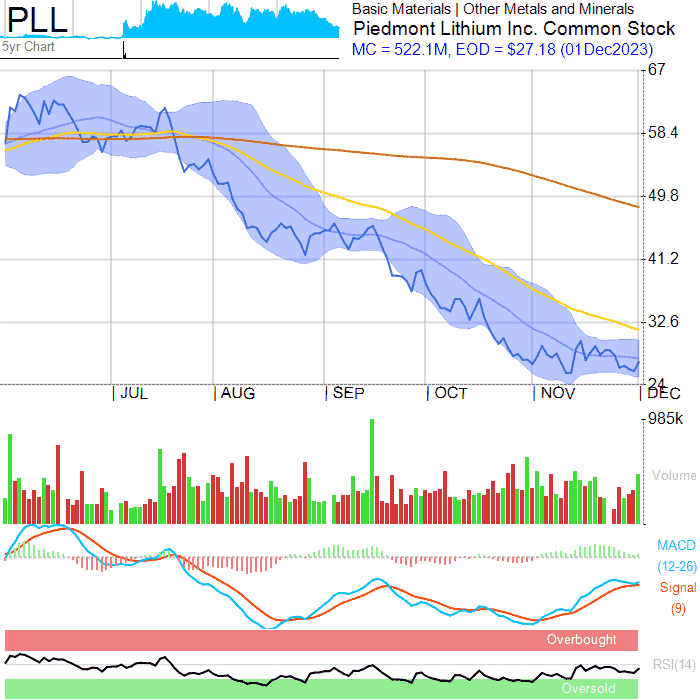 PLL
5yr Chart
Basic Materials | Other Metals and Minerals
Piedmont Lithium Inc. Common Stock
MC = 522.1M, EOD = $27.18 (01Dec2023)
67
58.4
49.8
41.2
32.6
24
JUL
AUG
SEP
OCT
NOV
DEC
985k
Volume
MACD
(12-26)
Signal
(9)
Overbought
RSI(14)
Oversold